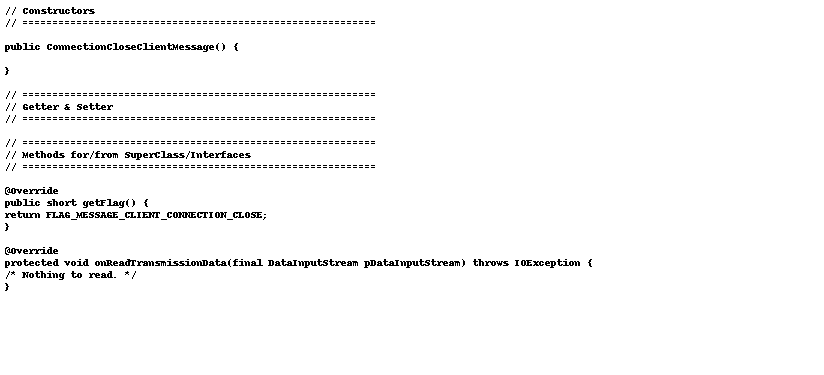 // Constructors
// ===========================================================
public ConnectionCloseClientMessage() {
}
// ===========================================================
// Getter & Setter
// ===========================================================
// ===========================================================
// Methods for/from SuperClass/Interfaces
// ===========================================================
@Override
public short getFlag() {
return FLAG_MESSAGE_CLIENT_CONNECTION_CLOSE;
}
@Override
protected void onReadTransmissionData(final DataInputStream pDataInputStream) throws IOException {
/* Nothing to read. */
}